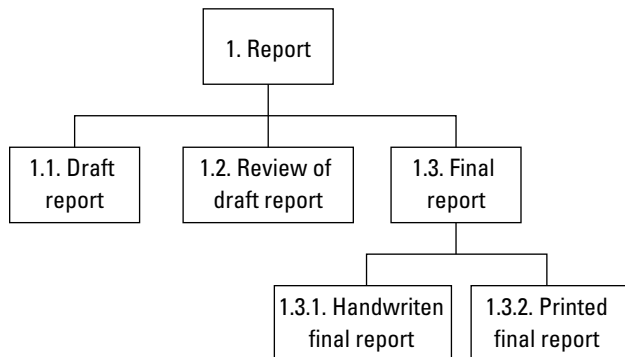 1. Report
1.1. Draft
report
1.2. Review of
draft report
1.3. Final
report
1.3.1. Handwriten
final report
1.3.2. Printed
final report